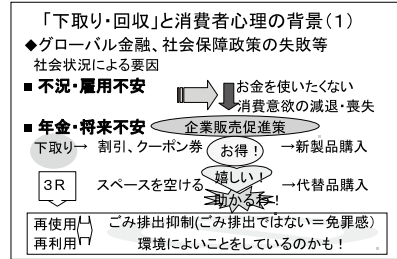 「下取り・回収」と消費者心理の背景(1)
◆グローバル金融、社会保障政策の失敗等
社会状況による要因
■ 不況・雇用不安
お金を使いたくない
消費意欲の減退・喪失
■ 年金・将来不安
企業販売促進策
下取り→ 割引、クーポン券 お得! →新製品購入
嬉しい!
3R スペースを空ける →代替品購入
助かるわ!
再使用 ごみ排出抑制(ごみ排出ではない=免罪感)
再利用 環境によいことをしているのかも!